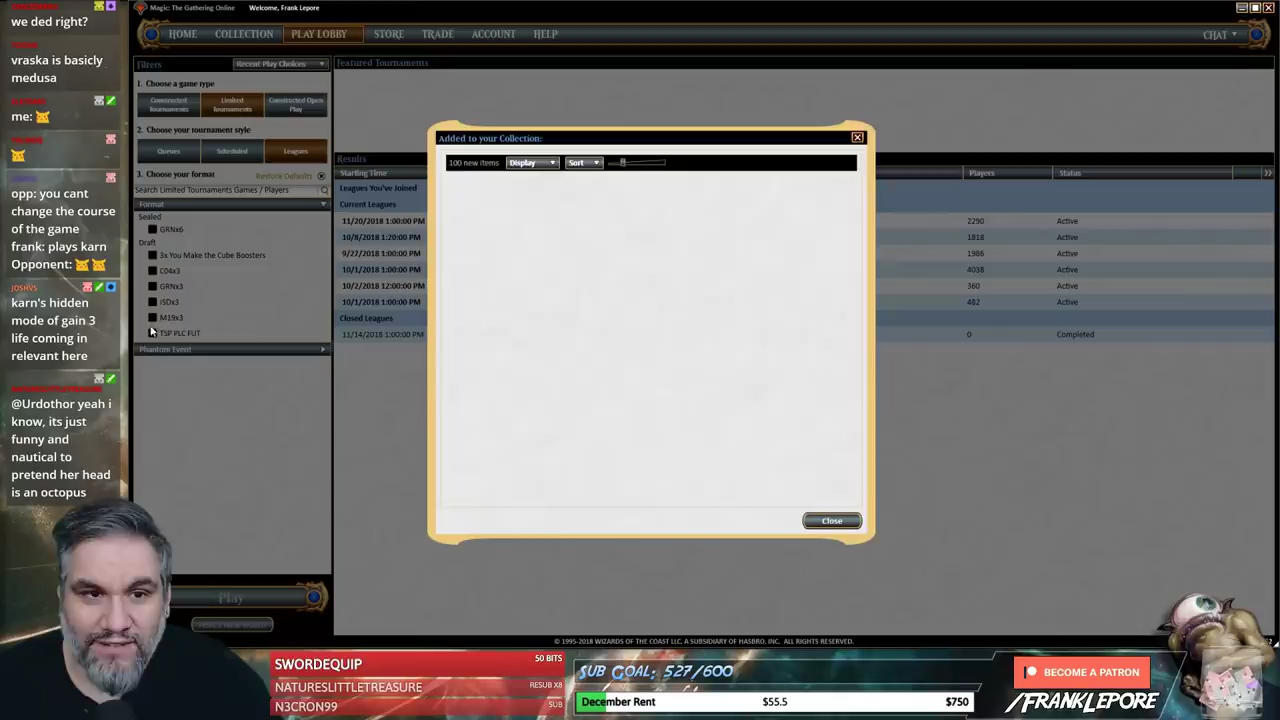 we ded right?
vraska is basicly
medusa
me:
opp: you cant
change the course
of the game
frank: plays karn
Opponent:
JOSHVS
karn's hidden
mode of gain 3
life coming in
relevant here
@Urdothor yeah i
know, its just
funny and
nautical to
pretend her head
is an octopus
Magic: The Gathering Online
Welcome, Frank Lepore
HOME
COLLECTION
PLAY LOBBY
STORE
TRADE
ACCOUNT
HELP
CHAT
Filters
Recent Play Choices
1. Choose a game type
Constructed Tournaments
Limited Tournaments
Constructed Open Play
2. Choose your tournament style
Queues
Scheduled
Leagues
3. Choose your format
Restore Defaults
Search Limited Tournaments Games / Players
Format
Sealed
GRNx6
Draft
3x You Make the Cube Boosters
C04x3
GRNx3
ISDx3
M19x3
TSP PLC FUT
Phantom Event
Play
Featured Tournaments
Results
Starting Time
Players
Status
Leagues You've Joined
Current Leagues
11/20/2018 1:00:00 PM
2290
Active
10/8/2018 1:20:00 PM
1818
Active
9/27/2018 1:00:00 PM
1986
Active
10/1/2018 1:00:00 PM
4038
Active
10/2/2018 12:00:00 PM
360
Active
10/1/2018 1:00:00 PM
482
Active
Closed Leagues
11/14/2018 1:00:00 PM
0
Completed
Added to your Collection:
100 new items
Display
Sort
Close
© 1995-2018 WIZARDS OF THE COAST LLC, A SUBSIDIARY OF HASBRO, INC. ALL RIGHTS RESERVED.
SWORDEQUIP
50 BITS
NATURESLITTLETREASURE
RESUB X8
N3CRON99
SUB
SUB GOAL: 527/600
December Rent
$55.5
$750
BECOME A PATRON
/FRANKLEPORE